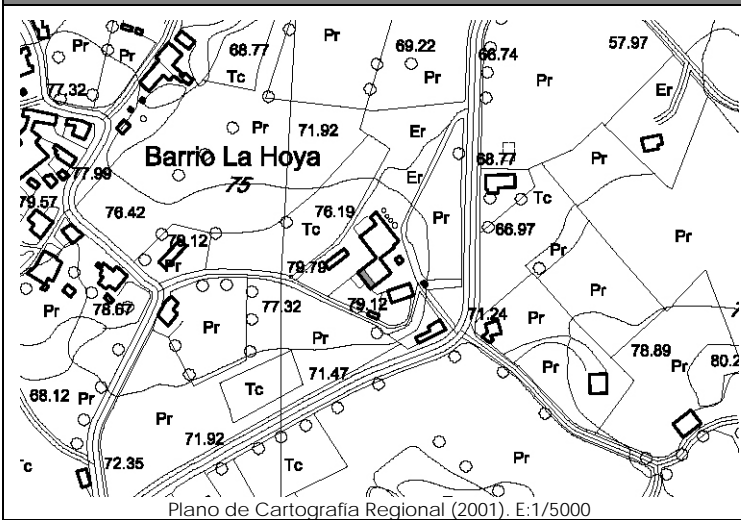 68.77
Pr
69.22
66.74
57.97
Pr
Tc
Pr
Pr
Er
77.32
Pr
71.92
Er
Pr
Barrio La Hoya
68.77
77.99
75
Er
79.57
76.42
76.19
Pr
Tc
Tc
66.97
79.12
Pr
Pr
Pr
79.79
77.32
79.12
Pr
78.67
Pr
Pr
Pr
71.24
Pr
71.47
Pr
78.89
Pr
80.2
68.12
Pr
Tc
Pr
71.92
72.35
Tc
Pr
Plano de Cartografía Regional (2001). E:1/5000